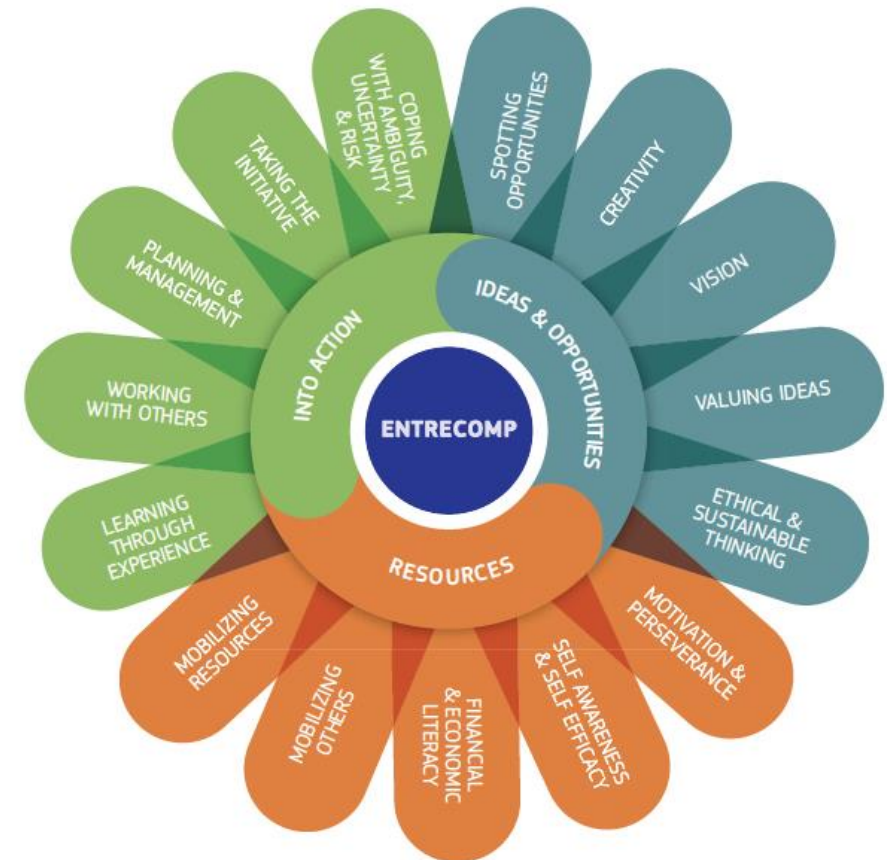 ENTRECOMP
IDEAS & OPPORTUNITIES
SPOTTING
OPPORTUNITIES
CREATIVITY
VISION
VALUING IDEAS
ETHICAL &
SUSTAINABLE
THINKING
RESOURCES
MOTIVATION &
PERSEVERANCE
SELF AWARENESS
& SELF EFFICACY
FINANCIAL
& ECONOMIC
LITERACY
MOBILIZING
OTHERS
MOBILIZING
RESOURCES
INTO ACTION
LEARNING
THROUGH
EXPERIENCE
WORKING
WITH OTHERS
PLANNING &
MANAGEMENT
TAKING THE
INITIATIVE
COPING
WITH AMBIGUITY,
UNCERTAINTY
& RISK